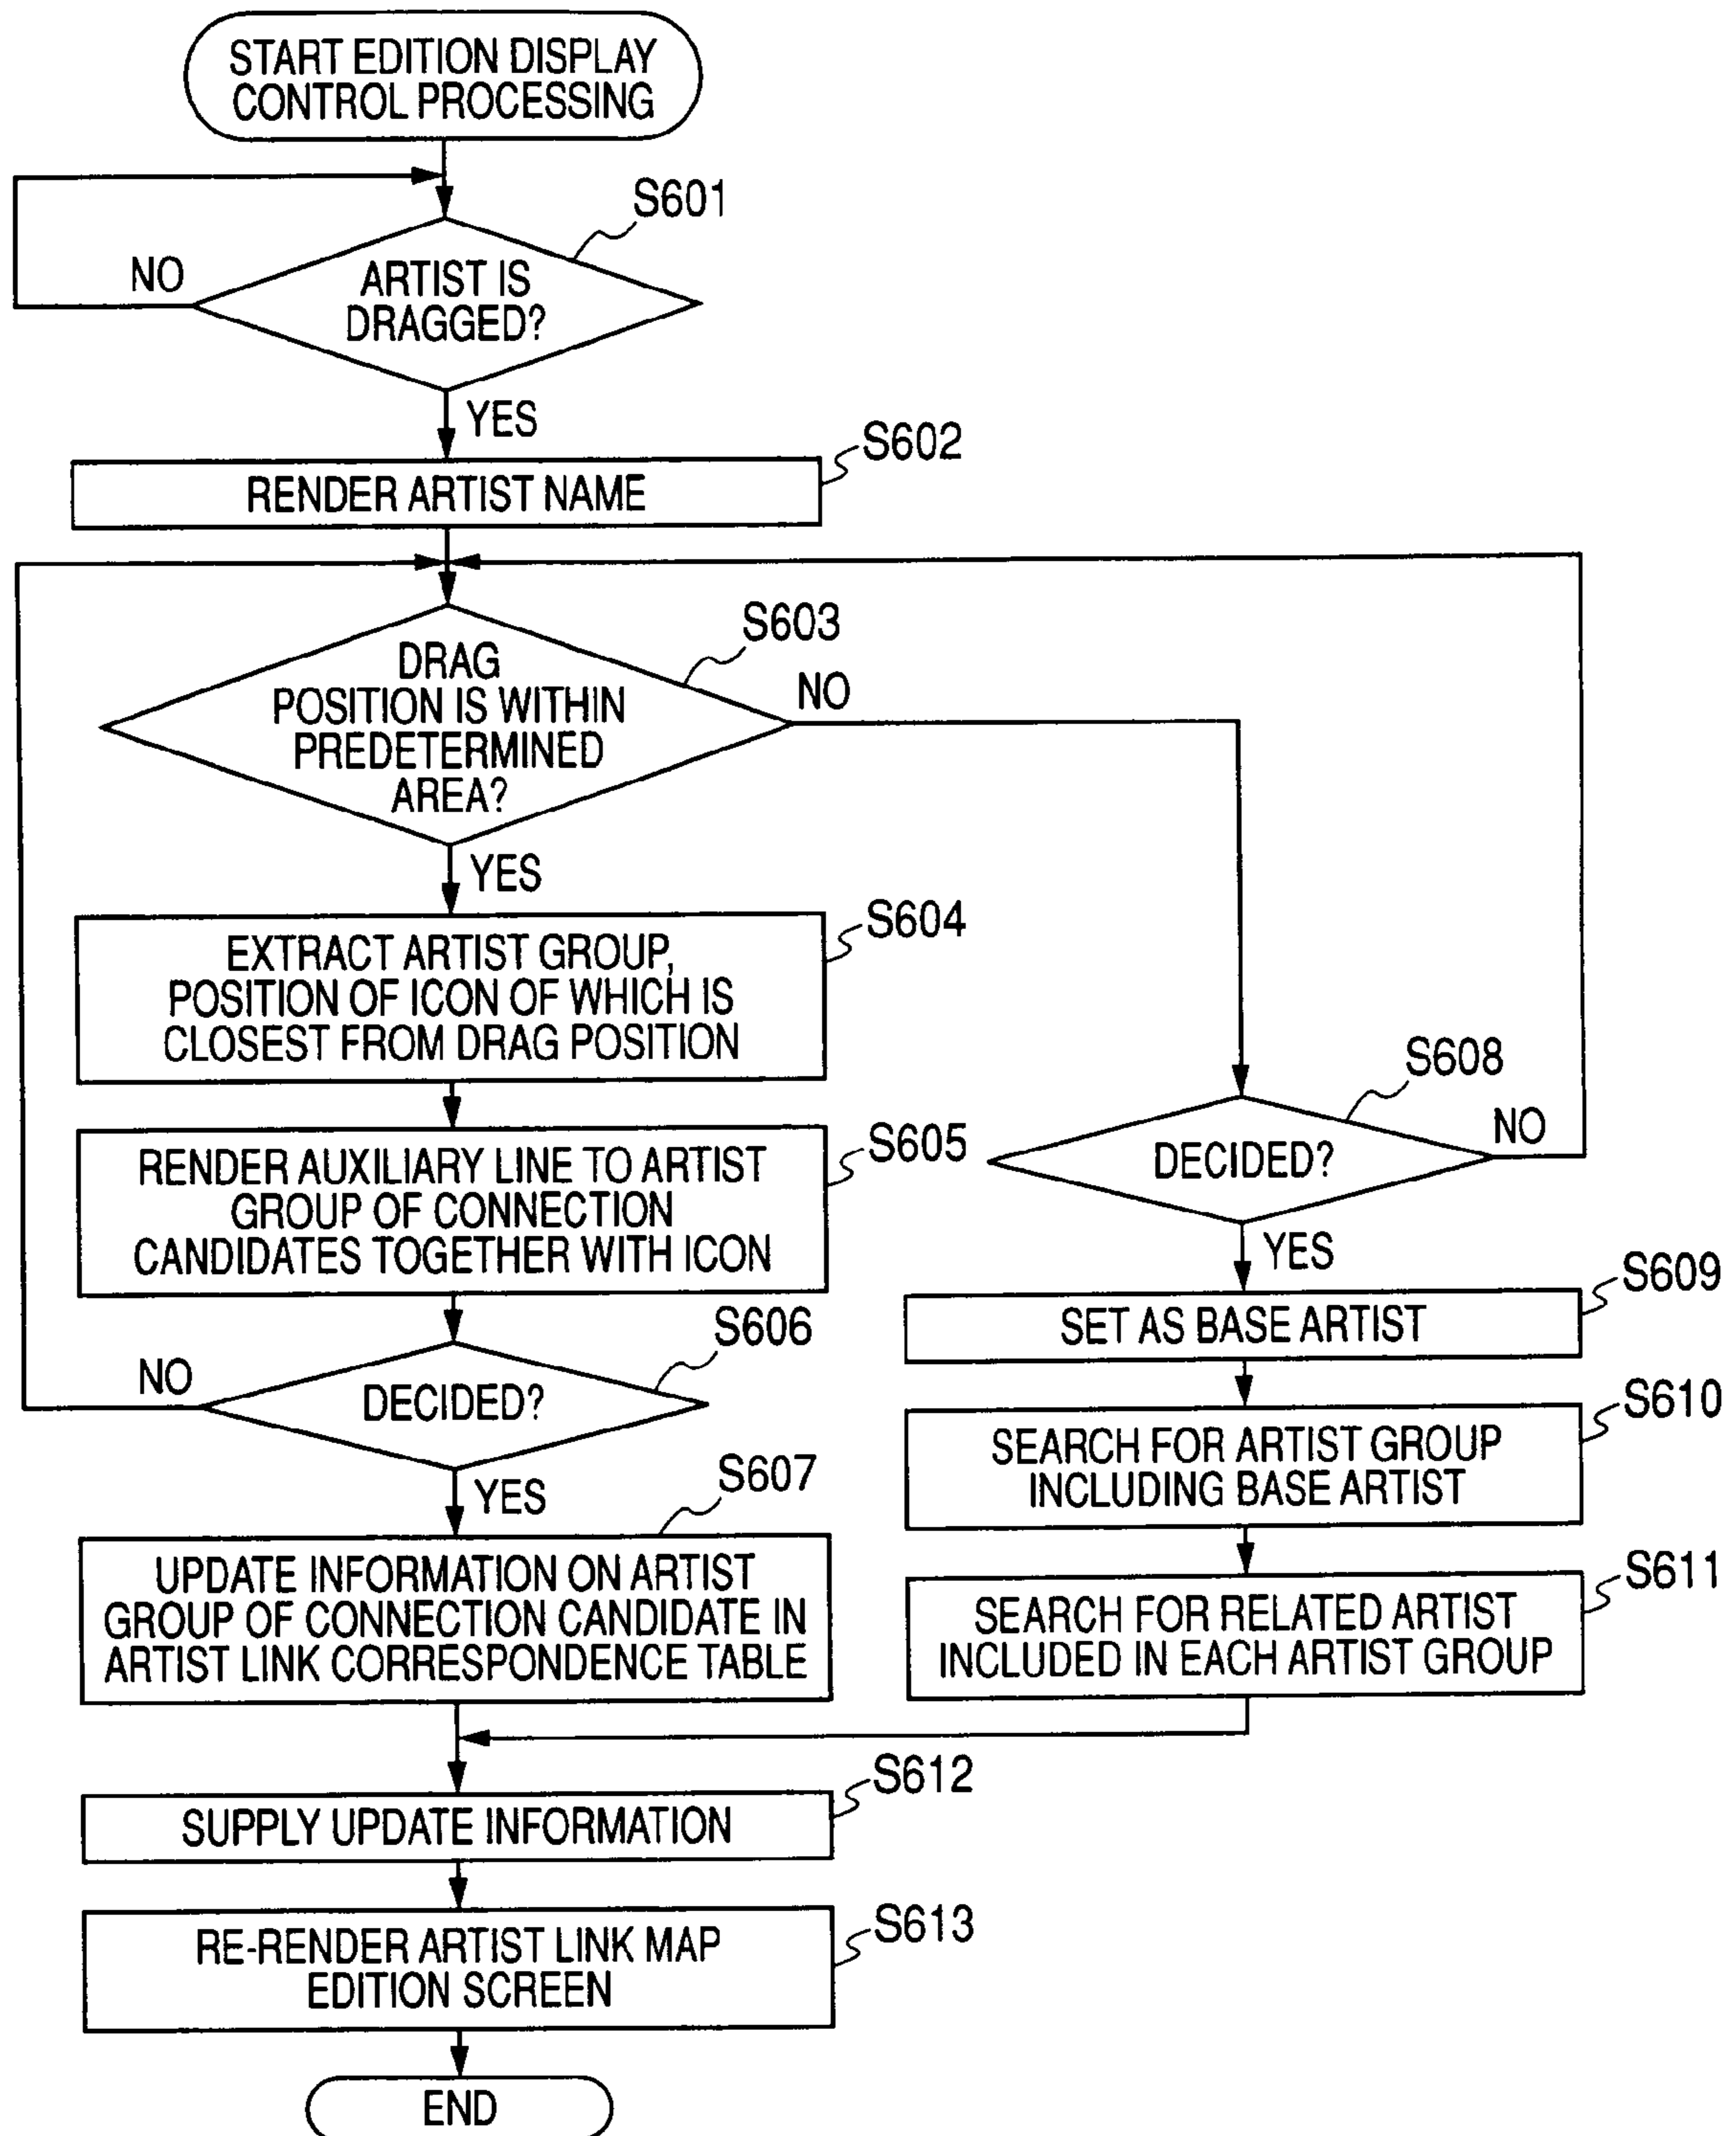 START EDITION DISPLAY
CONTROL PROCESSING
S601
NO
ARTIST IS
DRAGGED?
YES
S602
RENDER ARTIST NAME
S603
DRAG
POSITION IS WITHIN
PREDETERMINED
AREA?
NO
YES
S604
EXTRACT ARTIST GROUP,
POSITION OF ICON OF WHICH IS
CLOSEST FROM DRAG POSITION
S605
RENDER AUXILIARY LINE TO ARTIST
GROUP OF CONNECTION
CANDIDATES TOGETHER WITH ICON
S606
NO
DECIDED?
YES
S607
UPDATE INFORMATION ON ARTIST
GROUP OF CONNECTION CANDIDATE IN
ARTIST LINK CORRESPONDENCE TABLE
S608
NO
DECIDED?
YES
S609
SET AS BASE ARTIST
S610
SEARCH FOR ARTIST GROUP
INCLUDING BASE ARTIST
S611
SEARCH FOR RELATED ARTIST
INCLUDED IN EACH ARTIST GROUP
S612
SUPPLY UPDATE INFORMATION
S613
RE-RENDER ARTIST LINK MAP
EDITION SCREEN
END